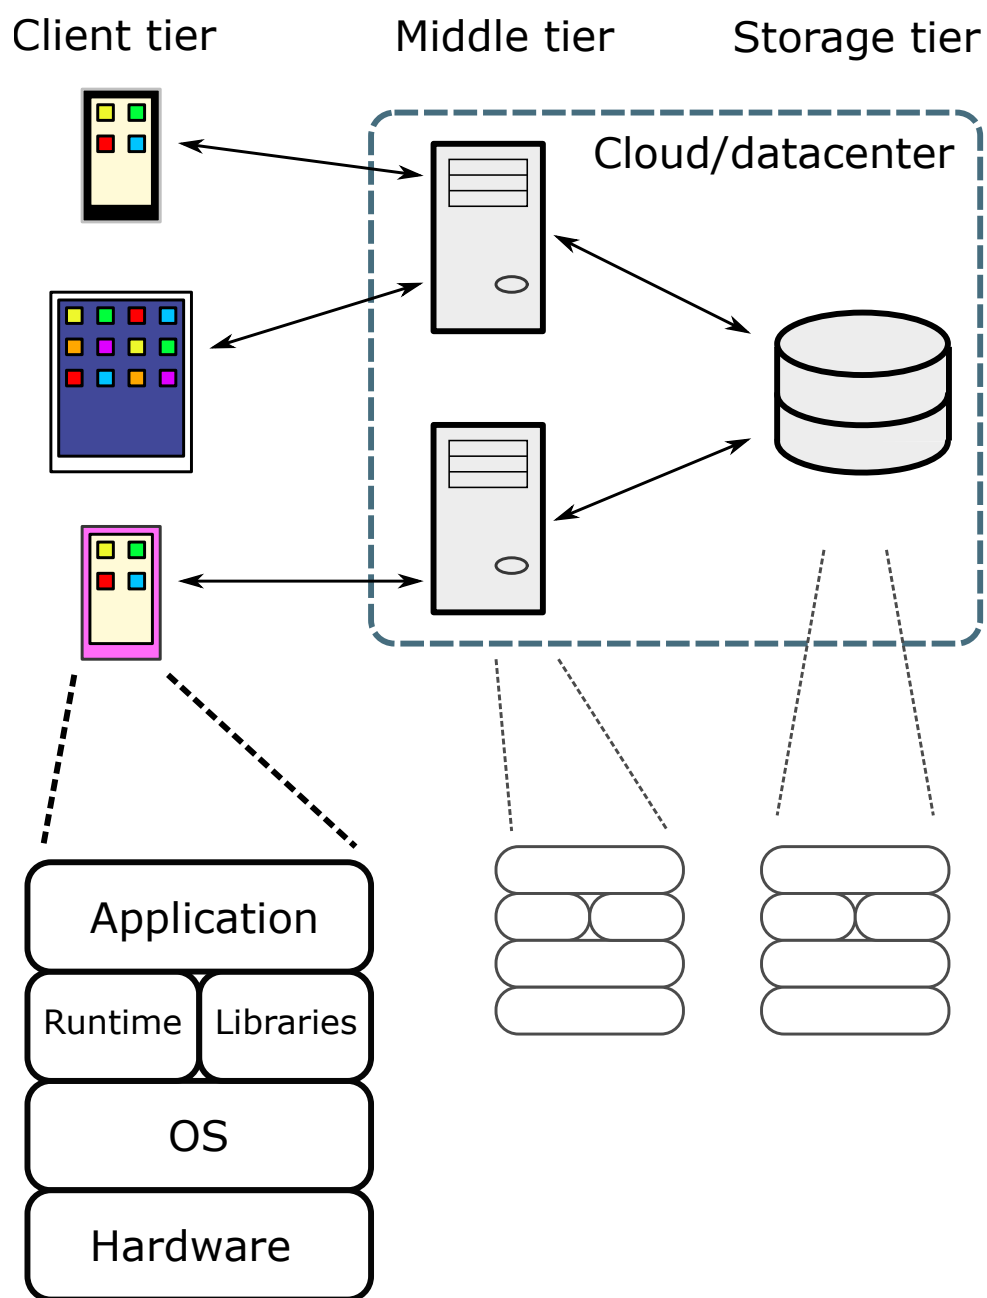 Client tier
Middle tier
Storage tier
Cloud/datacenter
Application
Runtime
Libraries
OS
Hardware